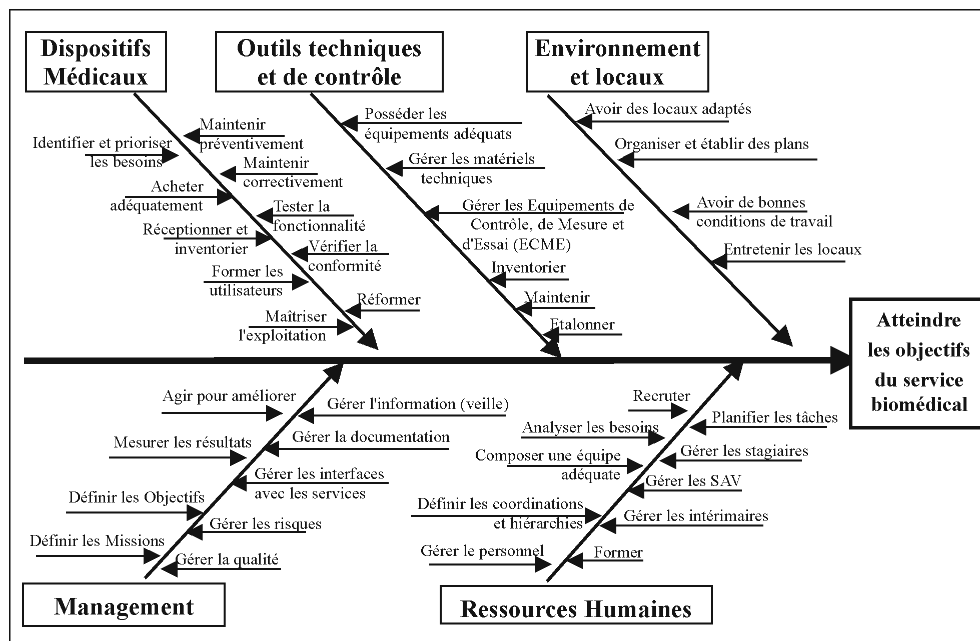 Dispositifs
Médicaux
Outils techniques
et de contrôle
Environnement
et locaux
Identifier et prioriser
les besoins
Acheter
adéquatement
Réceptionner et
inventorier
Former les
utilisateurs
Maîtriser
l'exploitation
Maintenir
préventivement
Maintenir
correctivement
Tester la
fonctionnalité
Vérifier la
conformité
Réformer
Posséder les
équipements adéquats
Gérer les matériels
techniques
Gérer les Equipements de
Contrôle, de Mesure et
d'Essai (ECME)
Inventorier
Maintenir
Etalonner
Avoir des locaux adaptés
Organiser et établir des plans
Avoir de bonnes
conditions de travail
Entretenir les locaux
Atteindre
les objectifs
du service
biomédical
Agir pour améliorer
Mesurer les résultats
Définir les Objectifs
Définir les Missions
Gérer l'information (veille)
Gérer la documentation
Gérer les interfaces
avec les services
Gérer les risques
Gérer la qualité
Management
Recruter
Analyser les besoins
Composer une équipe
adéquate
Définir les coordinations
et hiérarchies
Gérer le personnel
Planifier les tâches
Gérer les stagiaires
Gérer les SAV
Gérer les intérimaires
Former
Ressources Humaines